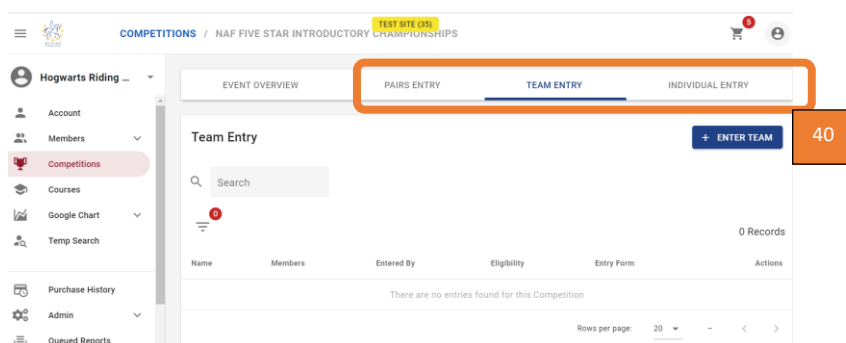 TEST SITE (35)
5
COMPETITIONS / NAF FIVE STAR INTRODUCTORY CHAMPIONSHIPS
Hogwarts Riding ...
EVENT OVERVIEW PAIRS ENTRY TEAM ENTRY INDIVIDUAL ENTRY
Account
Members
Competitions
Courses
Google Chart
Temp Search
Purchase History
Admin
Queued Reports
Team Entry + ENTER TEAM
40
Search
0
0 Records
Name Members Entered By Eligibility Entry Form Actions
There are no entries found for this Competition
Rows per page: 20 - < >